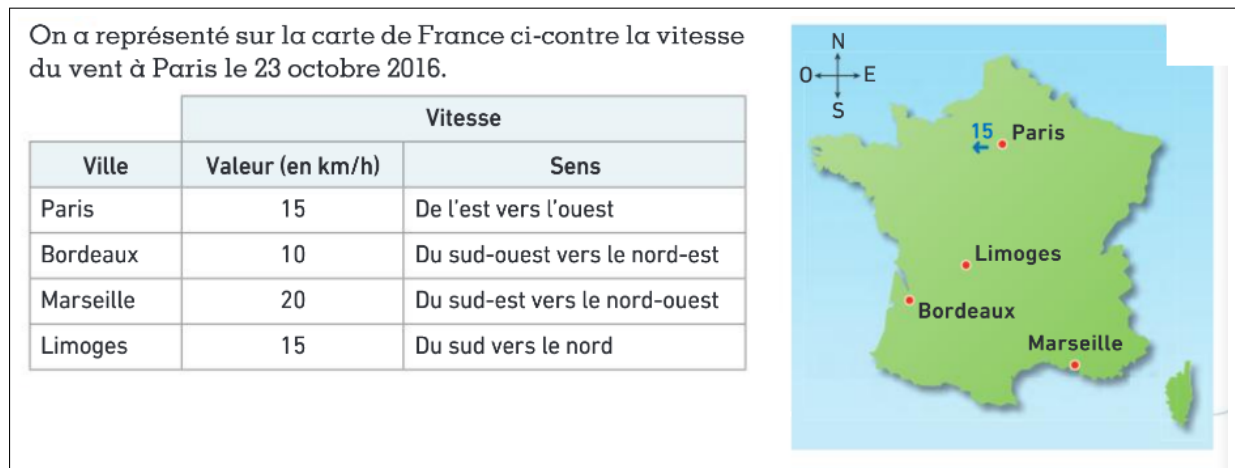 On a représenté sur la carte de France ci-contre la vitesse
du vent à Paris le 23 octobre 2016.
Vitesse
Ville Valeur (en km/h) Sens
Paris 15 De l'est vers l'ouest
Bordeaux 10 Du sud-ouest vers le nord-est
Marseille 20 Du sud-est vers le nord-ouest
Limoges 15 Du sud vers le nord
N
O E
S
15 Paris
Limoges
Bordeaux
Marseille